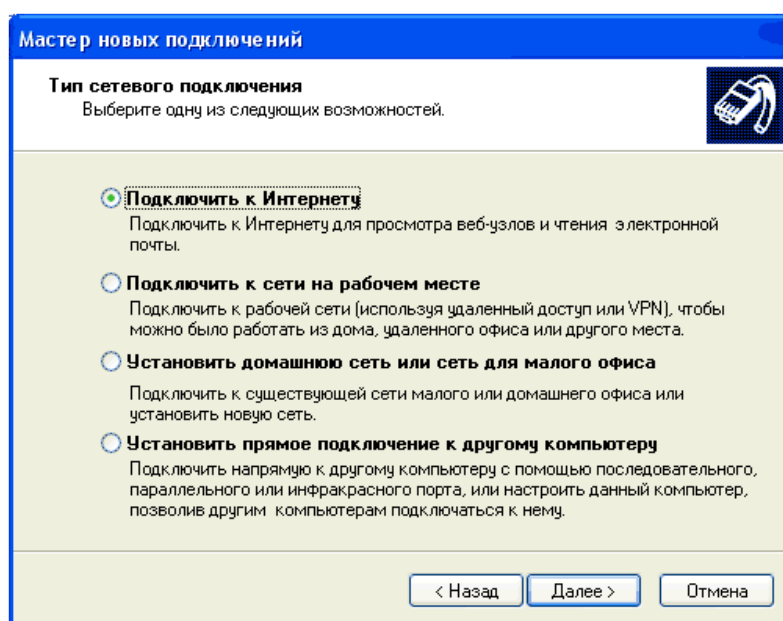 Мастер новых подключений
Тип сетевого подключения
Выберите одну из следующих возможностей.
Подключить к Интернету
Подключить к Интернету для просмотра веб-узлов и чтения электронной
почты.
Подключить к сети на рабочем месте
Подключить к рабочей сети (используя удаленный доступ или VPN), чтобы
можно было работать из дома, удаленного офиса или другого места.
Установить домашнюю сеть или сеть для малого офиса
Подключить к существующей сети малого или домашнего офиса или
установить новую сеть.
Установить прямое подключение к другому компьютеру
Подключить напрямую к другому компьютеру с помощью последовательного,
параллельного или инфракрасного порта, или настроить данный компьютер,
позволив другим компьютерам подключаться к нему.
< Назад Далее > Отмена